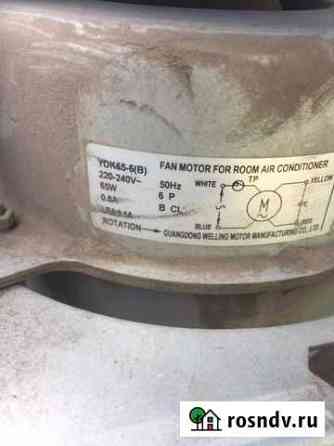 YDK65-6(B) FAN MOTOR FOR ROOM AIR CONDITIONER
220-240V~ 50Hz WHITE TP YELLOW
65W 6 P
0.6A B CL. M
BLUE
ROTATION GUANGDONG WELLING MOTOR MANUFACTURING CO., LTD.
rosndv.ru